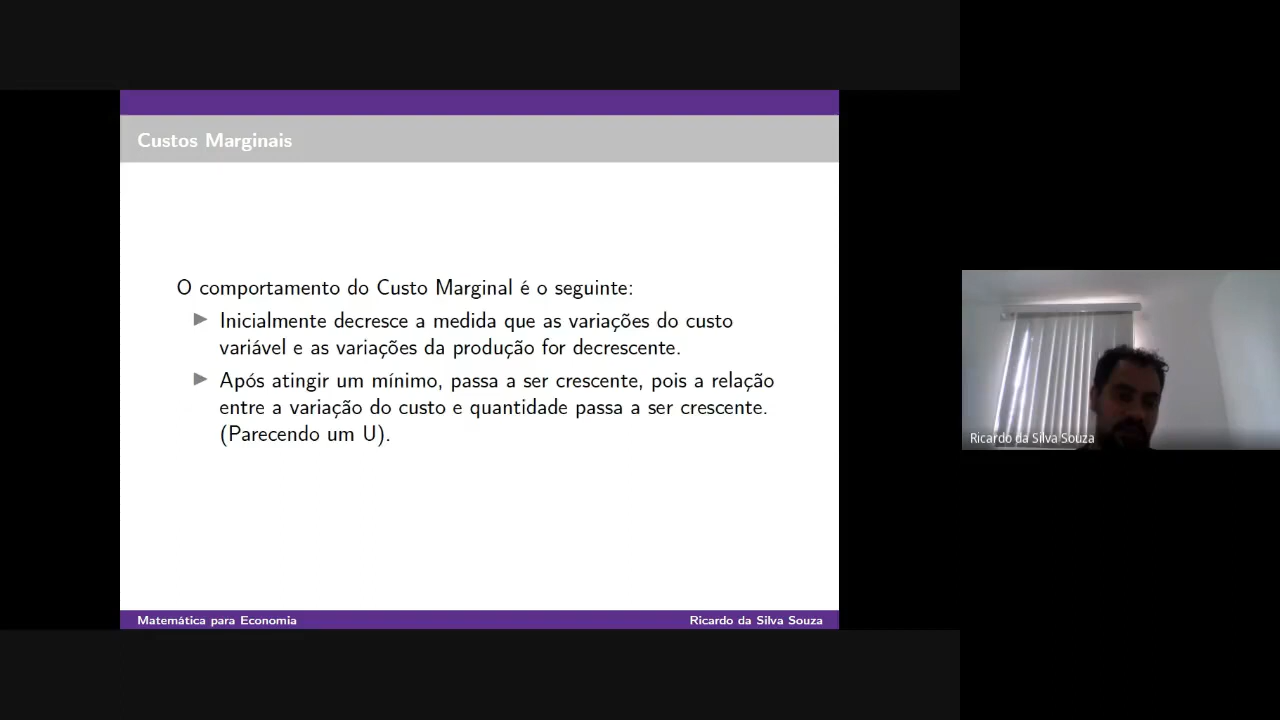 Custos Marginais
O comportamento do Custo Marginal é o seguinte:
Inicialmente decresce a medida que as variações do custo
variável e as variações da produção for decrescente.
Após atingir um mínimo, passa a ser crescente, pois a relação
entre a variação do custo e quantidade passa a ser crescente.
(Parecendo um U).
Matemática para Economia
Ricardo da Silva Souza
Ricardo da Silva Souza